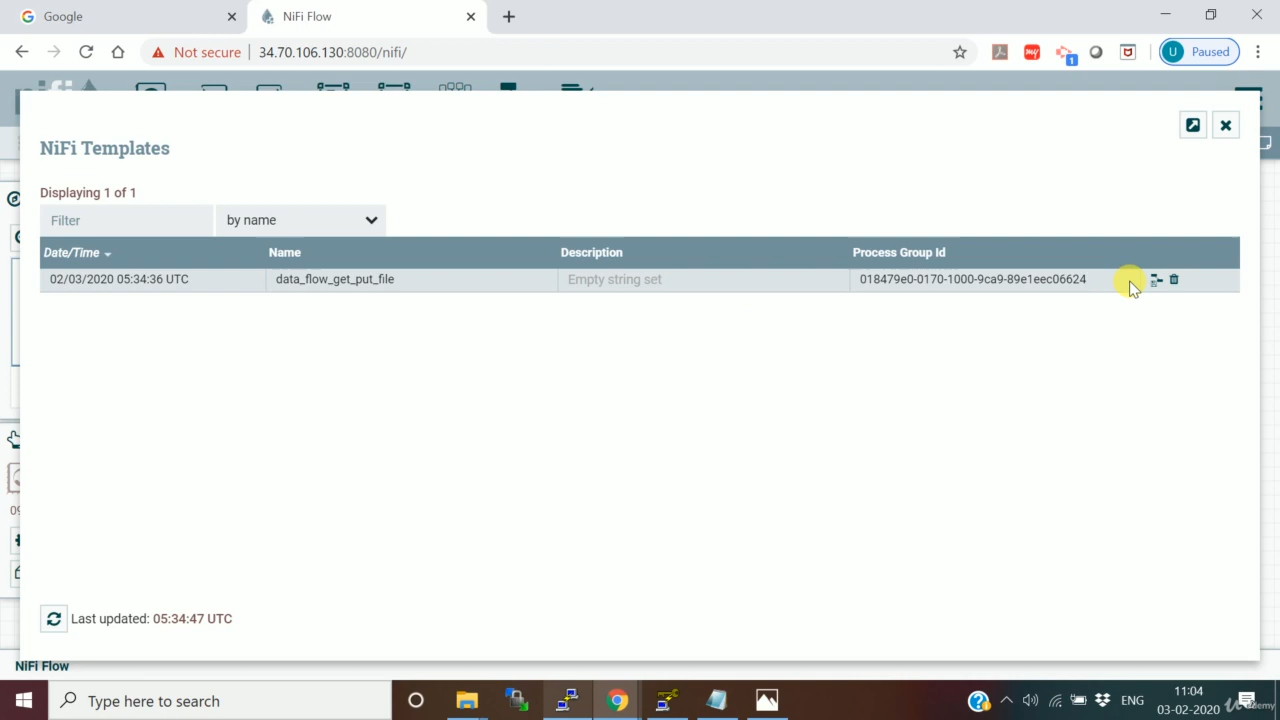 Google
NiFi Flow
Not secure
34.70.106.130:8080/nifi/
1
U Paused
nifi
NiFi Templates
Displaying 1 of 1
Filter
by name
Date/Time Name Description Process Group Id
02/03/2020 05:34:36 UTC data_flow_get_put_file Empty string set 018479e0-0170-1000-9ca9-89e1eec06624
Last updated: 05:34:47 UTC
NiFi Flow
Type here to search
ENG
11:04
03-02-2020
Udemy